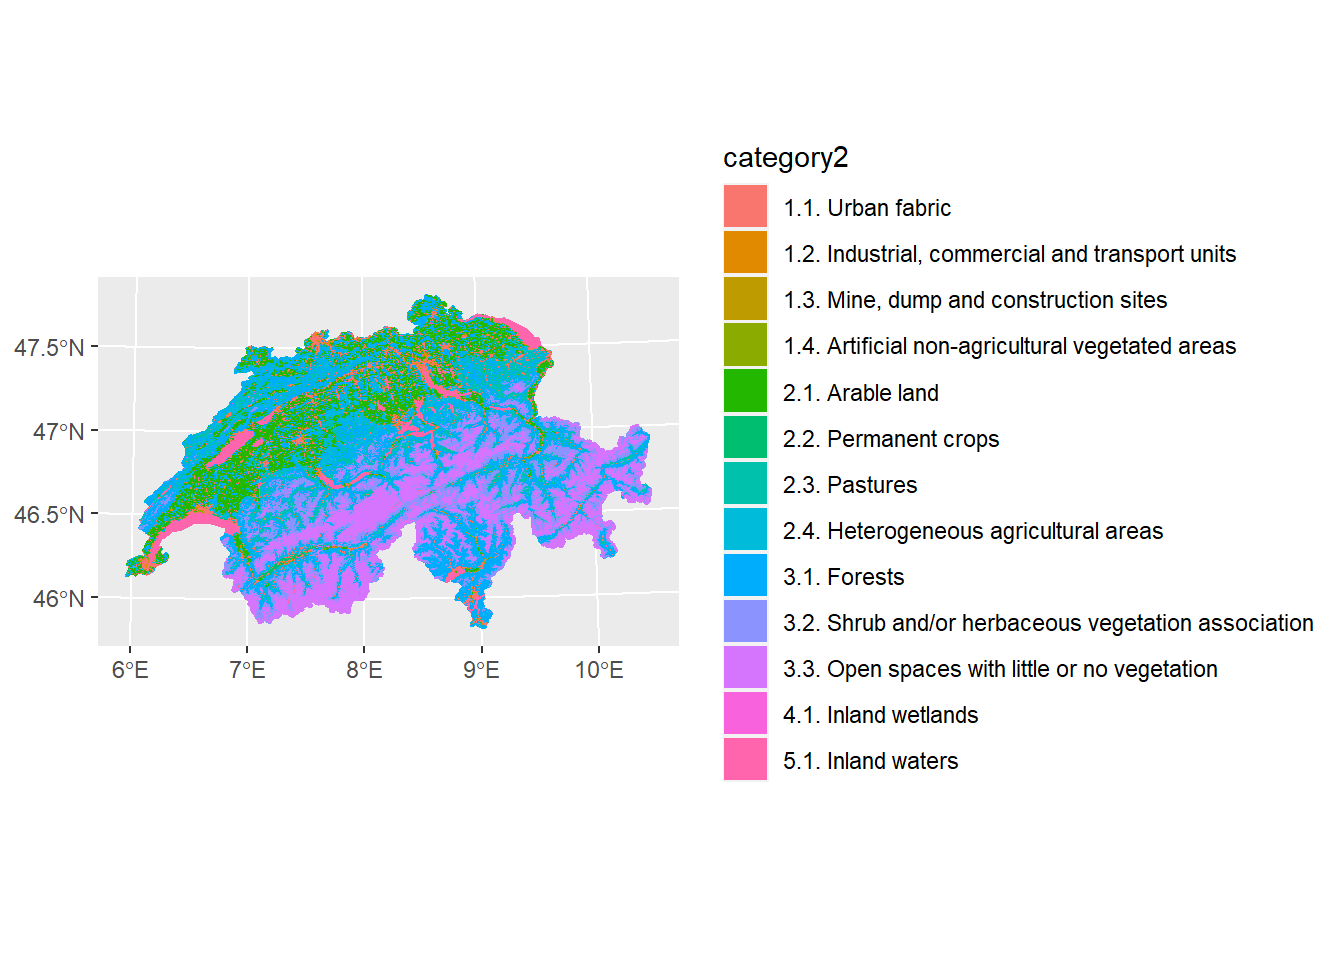 category2
1.1. Urban fabric
1.2. Industrial, commercial and transport units
1.3. Mine, dump and construction sites
1.4. Artificial non-agricultural vegetated areas
2.1. Arable land
2.2. Permanent crops
2.3. Pastures
2.4. Heterogeneous agricultural areas
3.1. Forests
3.2. Shrub and/or herbaceous vegetation association
3.3. Open spaces with little or no vegetation
4.1. Inland wetlands
5.1. Inland waters
47.5°N
47°N
46.5°N
46°N
6°E 7°E 8°E 9°E 10°E